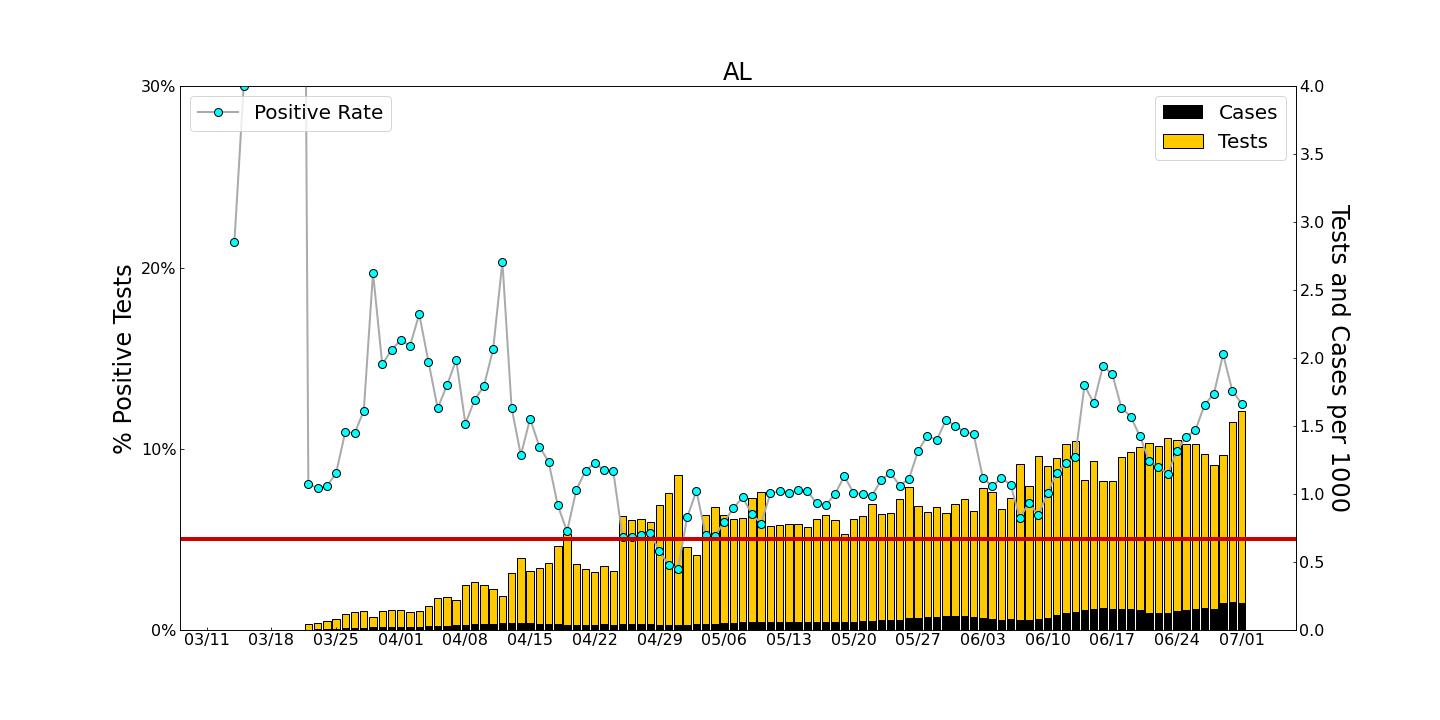 AL
30%
20%
10%
0%
% Positive Tests
Positive Rate
Cases
Tests
4.0
3.5
3.0
2.5
2.0
1.5
1.0
0.5
0.0
Tests and Cases per 1000
03/11 03/18 03/25 04/01 04/08 04/15 04/22 04/29 05/06 05/13 05/20 05/27 06/03 06/10 06/17 06/24 07/01